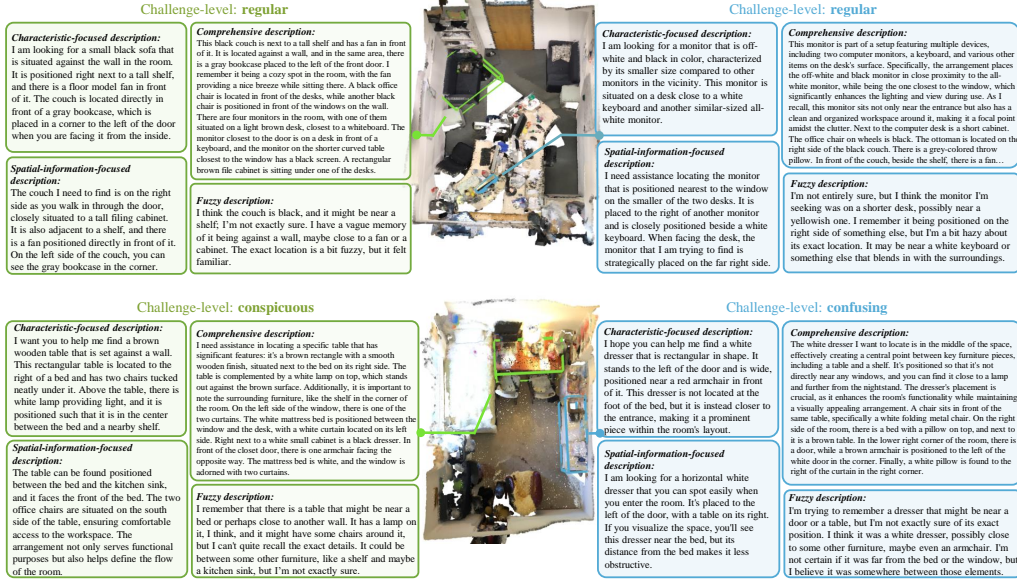 Challenge-level: regular
Characteristic-focused description:
I am looking for a small black sofa that
is situated against the wall in the room.
It is positioned right next to a tall shelf,
and there is a floor model fan in front
of it. The couch is located directly in
front of a gray bookcase, which is
placed in a corner to the left of the door
when you are facing it from the inside.
Spatial-information-focused
description:
The couch I need to find is on the right
side as you walk in through the door,
closely situated to a tall filing cabinet.
It is also adjacent to a shelf, and there
is a fan positioned directly in front of it.
On the left side of the couch, you can
see the gray bookcase in the corner.
Comprehensive description:
This black couch is next to a tall shelf and has a fan in front
of it. It is located against a wall, and in the same area, there
is a gray bookcase placed to the left of the front door. I
remember it being a cozy spot in the room, with the fan
providing a nice breeze while sitting there. A black office
chair is located in front of the desks, while another black
chair is positioned in front of the windows on the wall.
There are four monitors in the room, with one of them
situated on a light brown desk, closest to a whiteboard. The
monitor closest to the door is on a desk in front of a
keyboard, and the monitor on the shorter curved table
closest to the window has a black screen. A rectangular
brown file cabinet is sitting under one of the desks.
Fuzzy description:
I think the couch is black, and it might be near a
shelf; I'm not exactly sure. I have a vague memory
of it being against a wall, maybe close to a fan or a
cabinet. The exact location is a bit fuzzy, but it felt
familiar.
Challenge-level: regular
Characteristic-focused description:
I am looking for a monitor that is off-
white and black in color, characterized
by its smaller size compared to other
monitors in the vicinity. This monitor is
situated on a desk close to a white
keyboard and another similar-sized all-
white monitor.
Spatial-information-focused
description:
I need assistance locating the monitor
that is positioned nearest to the window
on the smaller of the two desks. It is
placed to the right of another monitor
and is closely positioned beside a white
keyboard. When facing the desk, the
monitor that I am trying to find is
strategically placed on the far right side.
Comprehensive description:
This monitor is part of a setup featuring multiple devices,
including two computer monitors, a keyboard, and various other
items on the desk's surface. Specifically, the arrangement places
the off-white and black monitor in close proximity to the all-
white monitor, while being the one closest to the window, which
significantly enhances the lighting and view during use. As I
recall, this monitor sits not only near the entrance but also has a
clean and organized workspace around it, making it a focal point
amidst the clutter. Next to the computer desk is a short cabinet.
The office chair on wheels is black. The ottoman is located on the
right side of the black couch. There is a grey-colored throw
pillow. In front of the couch, beside the shelf, there is a fan…
Fuzzy description:
I'm not entirely sure, but I think the monitor I'm
seeking was on a shorter desk, possibly near a
yellowish one. I remember it being positioned on the
right side of something else, but I'm a bit hazy about
its exact location. It may be near a white keyboard or
something else that blends in with the surroundings.
Challenge-level: conspicuous
Characteristic-focused description:
I want you to help me find a brown
wooden table that is set against a wall.
This rectangular table is located to the
right of a bed and has two chairs tucked
neatly under it. Above the table, there is
white lamp providing light, and it is
positioned such that it is in the center
between the bed and a nearby shelf.
Spatial-information-focused
description:
The table can be found positioned
between the bed and the kitchen sink,
and it faces the front of the bed. The two
office chairs are situated on the south
side of the table, ensuring comfortable
access to the workspace. The
arrangement not only serves functional
purposes but also helps define the flow
of the room.
Comprehensive description:
I need assistance in locating a specific table that has
significant features: it's a brown rectangle with a smooth
wooden finish, situated next to the bed on its right side. The
table is complemented by a white lamp on top, which stands
out against the brown surface. Additionally, it is important to
note the surrounding furniture, like the shelf in the corner of
the room. On the left side of the window, there is one of the
two curtains. The white mattress bed is positioned between the
window and the desk, with a white curtain located on its left
side. Right next to a white small cabinet is a black dresser. In
front of the closet door, there is one armchair facing the
opposite way. The mattress bed is white, and the window is
adorned with two curtains.
Fuzzy description:
I remember that there is a table that might be near a
bed or perhaps close to another wall. It has a lamp on
it, I think, and it might have some chairs around it,
but I can't quite recall the exact details. It could be
between some other furniture, like a shelf and maybe
a kitchen sink, but I'm not exactly sure.
Challenge-level: confusing
Characteristic-focused description:
I hope you can help me find a white
dresser that is rectangular in shape. It
stands to the left of the door and is wide,
positioned near a red armchair in front
of it. This dresser is not located at the
foot of the bed, but it is instead closer to
the entrance, making it a prominent
piece within the room's layout.
Spatial-information-focused
description:
I am looking for a horizontal white
dresser that you can spot easily when
you enter the room. It's placed to the
left of the door, with a table on its right.
If you visualize the space, you'll see
this dresser near the bed, but its
distance from the bed makes it less
obstructive.
Comprehensive description:
The white dresser I want to locate is in the middle of the space,
effectively creating a central point between key furniture pieces,
including a table and a shelf. It's positioned so that it's not
directly near any windows, and you can find it close to a lamp
and further from the nightstand. The dresser's placement is
crucial, as it enhances the room's functionality while maintaining
a visually appealing arrangement. A chair sits in front of the
same table, specifically a white folding metal chair. On the right
side of the room, there is a bed with a pillow on top, and next to
it is a brown table. In the lower right corner of the room, there is
a door, while a brown armchair is positioned to the left of the
white door in the corner. Finally, a white pillow is found to the
right of the curtain in the right corner.
Fuzzy description:
I'm trying to remember a dresser that might be near a
door or a table, but I'm not exactly sure of its exact
position. I think it was a white dresser, possibly close
to some other furniture, maybe even an armchair. I'm
not certain if it was far from the bed or the window, but
I believe it was somewhere between those elements.